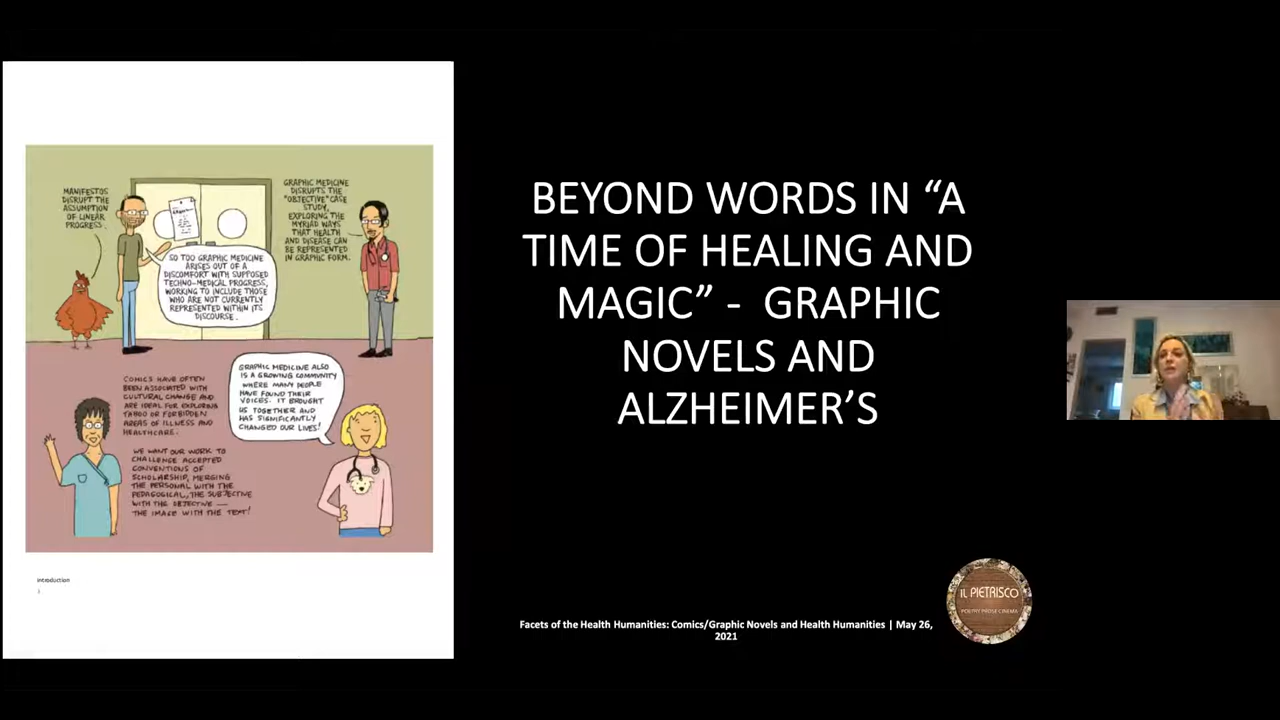 MANIFESTOS
DISRUPT THE
ASSUMPTION
OF LINEAR
PROGRESS.
GRAPHIC MEDICINE
DISRUPTS THE
"OBJECTIVE" CASE
STUDY,
EXPLORING THE
MYRIAD WAYS
THAT HEALTH
AND DISEASE CAN
BE REPRESENTED
IN GRAPHIC FORM.
SO TOO GRAPHIC MEDICINE
ARISES OUT OF A
DISCOMFORT WITH SUPPOSED
TECHNO-MEDICAL PROGRESS,
WORKING TO INCLUDE THOSE
WHO ARE NOT CURRENTLY
REPRESENTED WITHIN ITS
DISCOURSE.
COMICS HAVE OFTEN
BEEN ASSOCIATED WITH
CULTURAL CHANGE AND
ARE IDEAL FOR EXPLORING
TABOO OR FORBIDDEN
AREAS OF ILLNESS AND
HEALTHCARE.
WE WANT OUR WORK TO
CHALLENGE ACCEPTED
CONVENTIONS OF
SCHOLARSHIP, MERGING
THE PERSONAL WITH THE
PEDAGOGICAL, THE SUBJECTIVE
WITH THE OBJECTIVE —
THE IMAGE WITH THE TEXT!
GRAPHIC MEDICINE ALSO
IS A GROWING COMMUNITY
WHERE MANY PEOPLE
HAVE FOUND THEIR
VOICES. IT BROUGHT
US TOGETHER AND
HAS SIGNIFICANTLY
CHANGED OUR LIVES!
introduction
BEYOND WORDS IN “A
TIME OF HEALING AND
MAGIC” - GRAPHIC
NOVELS AND
ALZHEIMER’S
Facets of the Health Humanities: Comics/Graphic Novels and Health Humanities | May 26,
2021
IL PIETRISCO
POETRY PROSE CINEMA